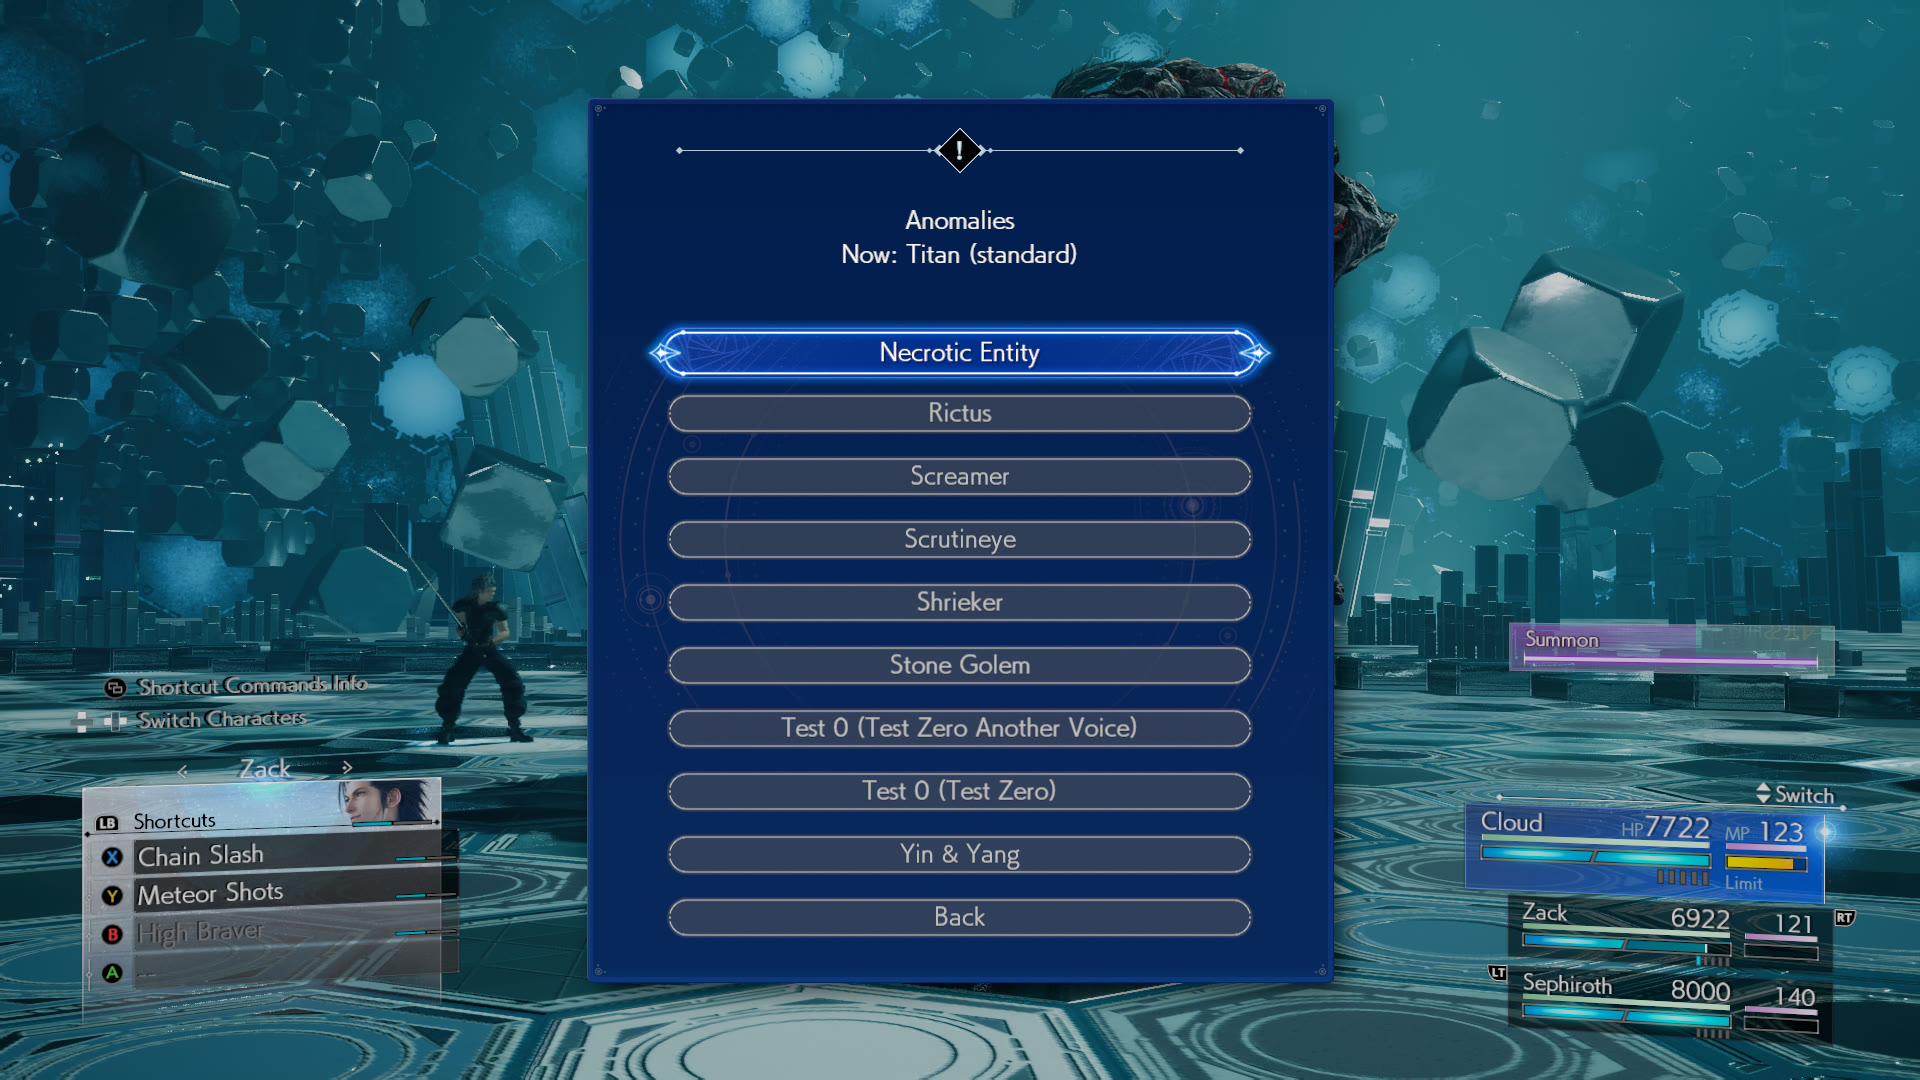 !
Anomalies
Now: Titan (standard)
Necrotic Entity
Rictus
Screamer
Scrutineye
Shrieker
Stone Golem
Test 0 (Test Zero Another Voice)
Test 0 (Test Zero)
Yin & Yang
Back
Shortcut Commands Info
Switch Characters
Zack
LB Shortcuts
X Chain Slash
Y Meteor Shots
B High Braver
A --
Summon
Switch
Cloud HP 7722 MP 123
Limit
Zack 6922 121 RT
LT Sephiroth 8000 140